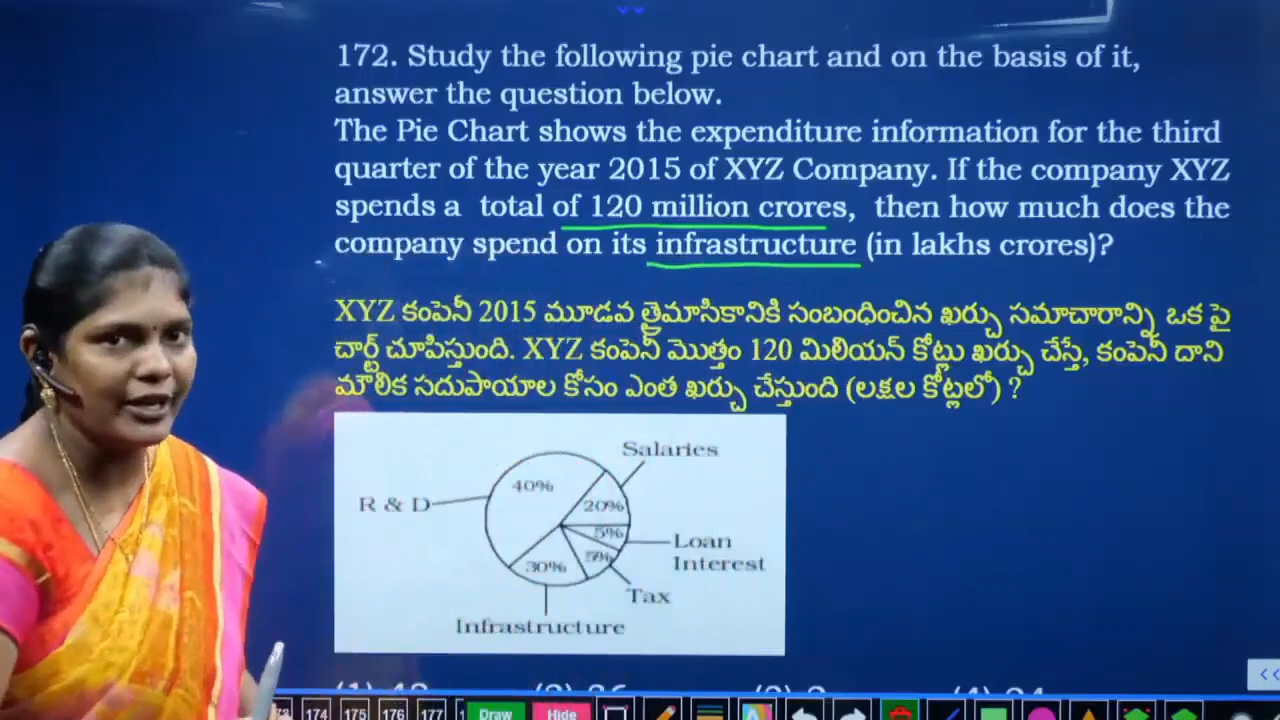 172. Study the following pie chart and on the basis of it,
answer the question below.
The Pie Chart shows the expenditure information for the third
quarter of the year 2015 of XYZ Company. If the company XYZ
spends a total of 120 million crores, then how much does the
company spend on its infrastructure (in lakhs crores)?
XYZ కంపెనీ 2015 మూడవ త్రైమాసికానికి సంబంధించిన ఖర్చు సమాచారాన్ని ఒక పై
చార్ట్ చూపిస్తుంది. XYZ కంపెనీ మొత్తం 120 మిలియన్ కోట్లు ఖర్చు చేస్తే, కంపెనీ దాని
మౌలిక సదుపాయాల కోసం ఎంత ఖర్చు చేస్తుంది (లక్షల కోట్లలో) ?
Salaries
40%
R & D
20%
5%
Loan
Interest
5%
30%
Tax
Infrastructure
174 175 176 177 Draw Hide